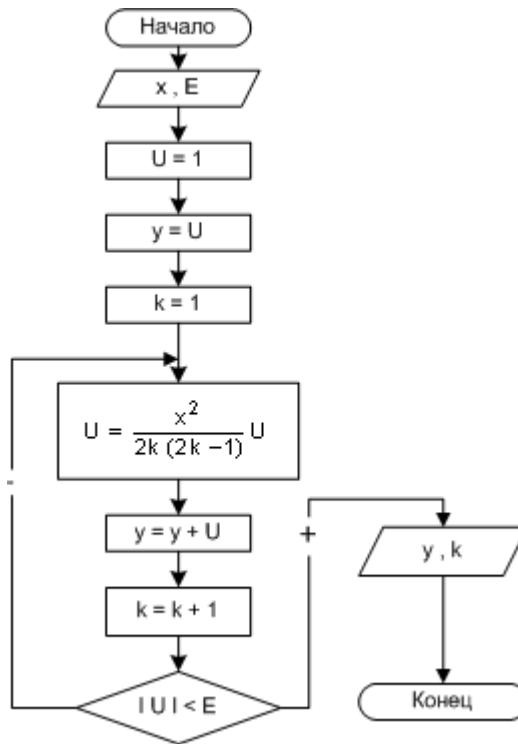 Начало
x , E
U = 1
y = U
k = 1
U = x² / 2k (2k – 1) U
-
y = y + U
+
y , k
k = k + 1
| U | < E
Конец